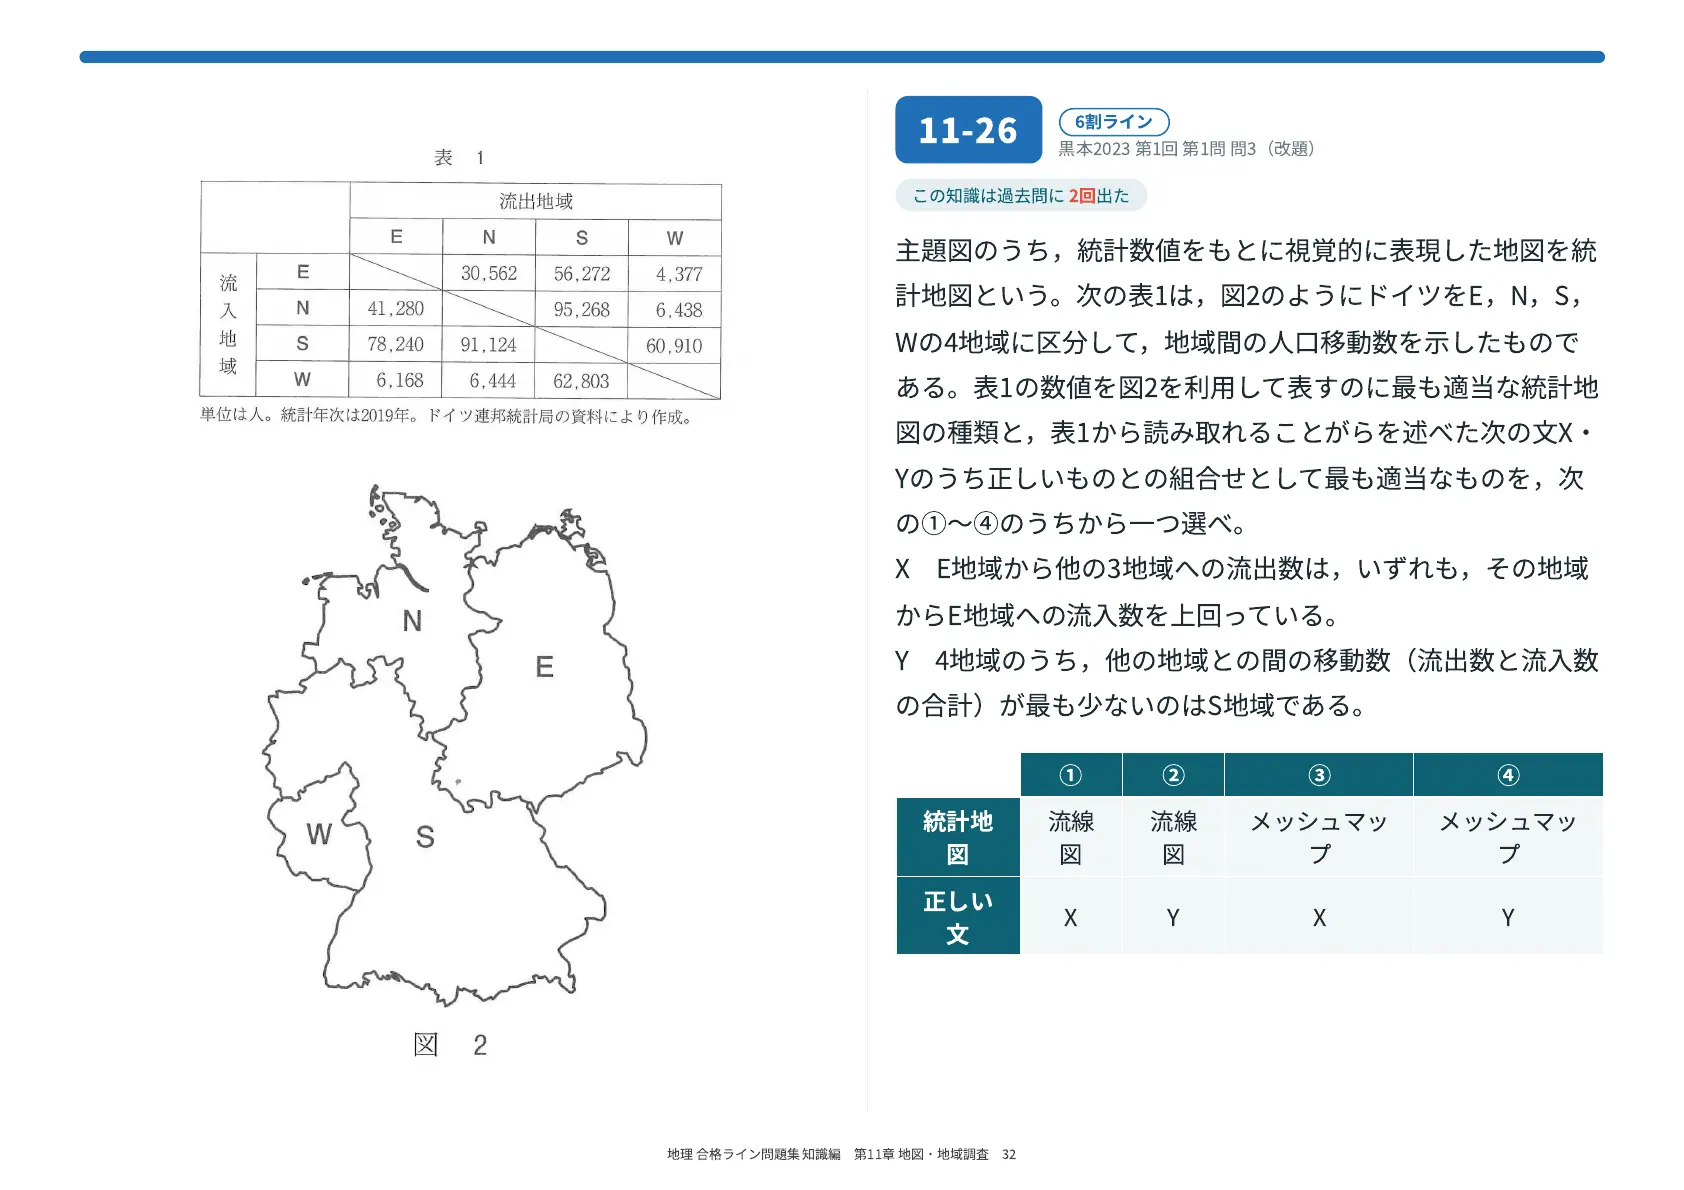 表 1
流出地域
E N S W
流入地域
E 30,562 56,272 4,377
N 41,280 95,268 6,438
S 78,240 91,124 60,910
W 6,168 6,444 62,803
単位は人。統計年次は2019年。ドイツ連邦統計局の資料により作成。
N
E
W
S
図 2
11-26
6割ライン
黒本2023 第1回 第1問 問3（改題）
この知識は過去問に 2回出た
主題図のうち，統計数値をもとに視覚的に表現した地図を統
計地図という。次の表1は，図2のようにドイツをE，N，S，
Wの4地域に区分して，地域間の人口移動数を示したもので
ある。表1の数値を図2を利用して表すのに最も適当な統計地
図の種類と，表1から読み取れることがらを述べた次の文X・
Yのうち正しいものとの組合せとして最も適当なものを，次
の①～④のうちから一つ選べ。
X　E地域から他の3地域への流出数は，いずれも，その地域
からE地域への流入数を上回っている。
Y　4地域のうち，他の地域との間の移動数（流出数と流入数
の合計）が最も少ないのはS地域である。
① ② ③ ④
統計地図 流線図 流線図 メッシュマップ メッシュマップ
正しい文 X Y X Y
地理 合格ライン問題集 知識編　第11章 地図・地域調査　32